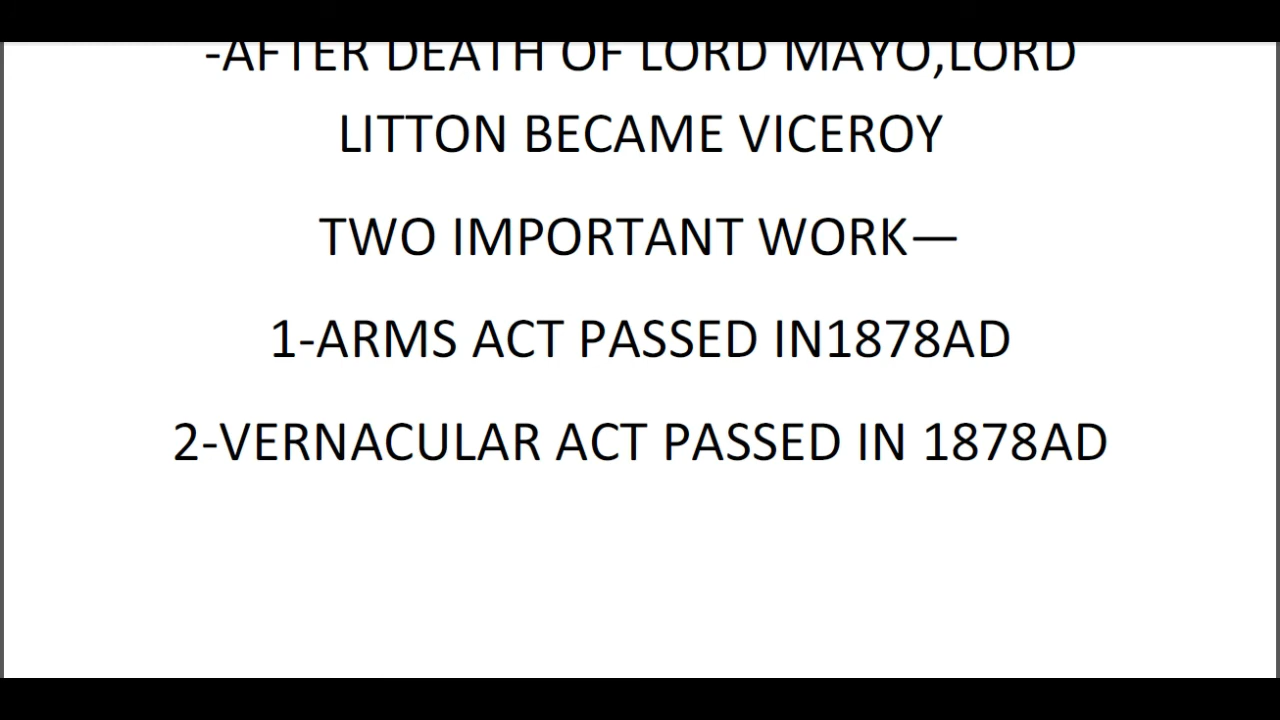 -AFTER DEATH OF LORD MAYO,LORD
LITTON BECAME VICEROY
TWO IMPORTANT WORK—
1-ARMS ACT PASSED IN1878AD
2-VERNACULAR ACT PASSED IN 1878AD